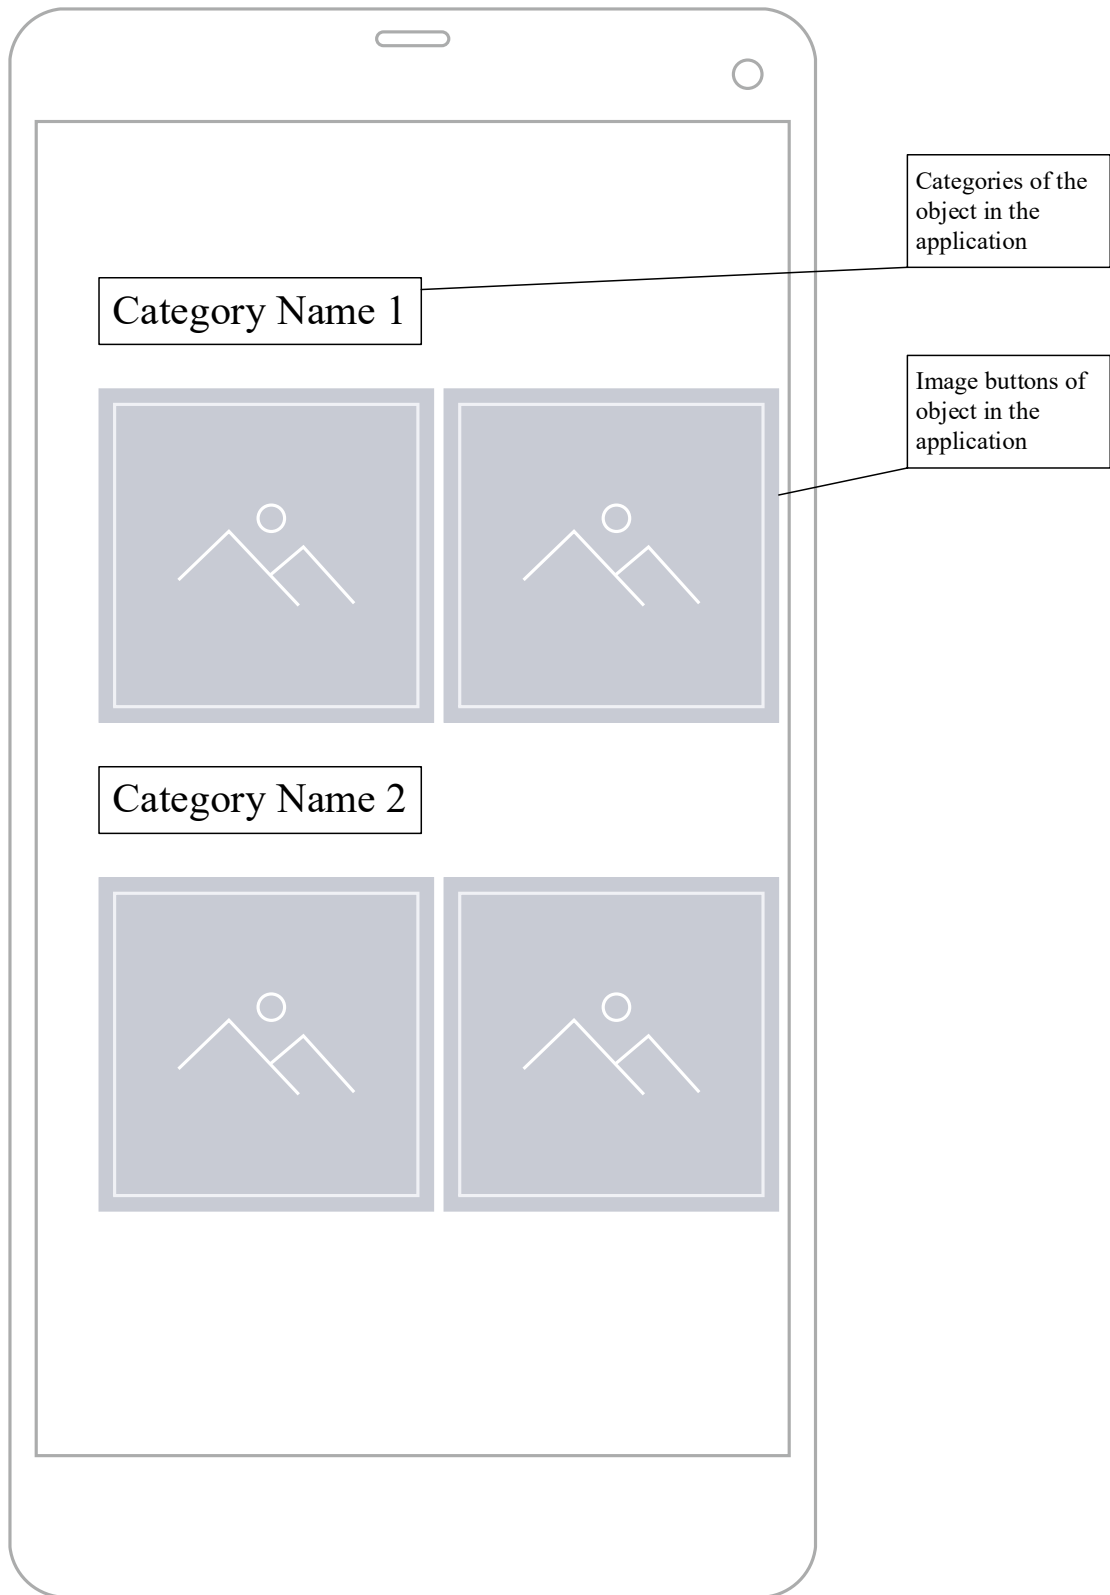 Categories of the
object in the
application
Category Name 1
Image buttons of
object in the
application
Category Name 2